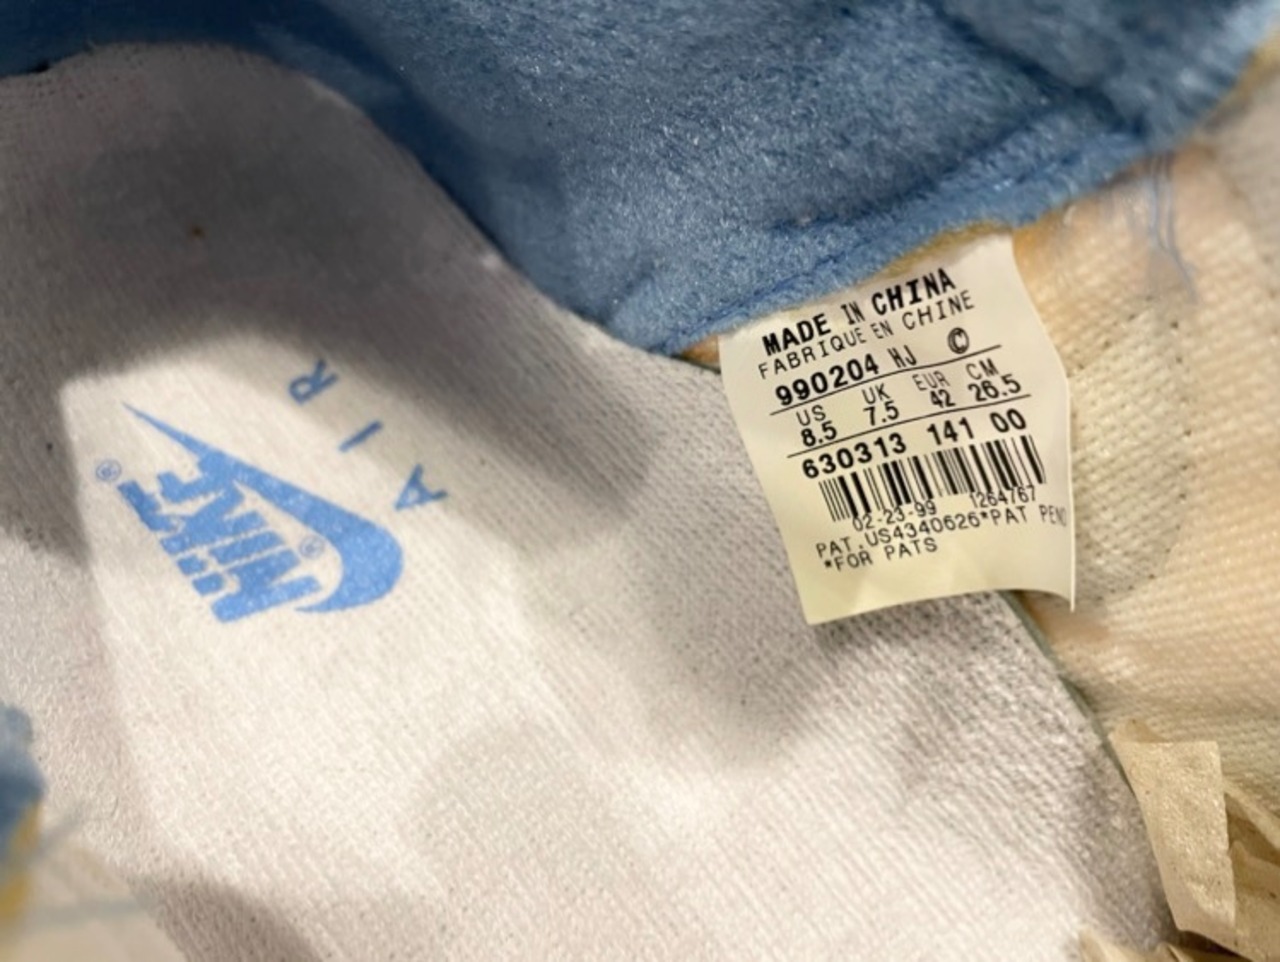 AIR
NIKE
®
®
MADE IN CHINA
FABRIQUE EN CHINE
990204 HJ ©
US UK EUR CM
8.5 7.5 42 26.5
630313 141 00
02-23-99 1264767
PAT.US4340626*PAT PEND
*FOR PATS